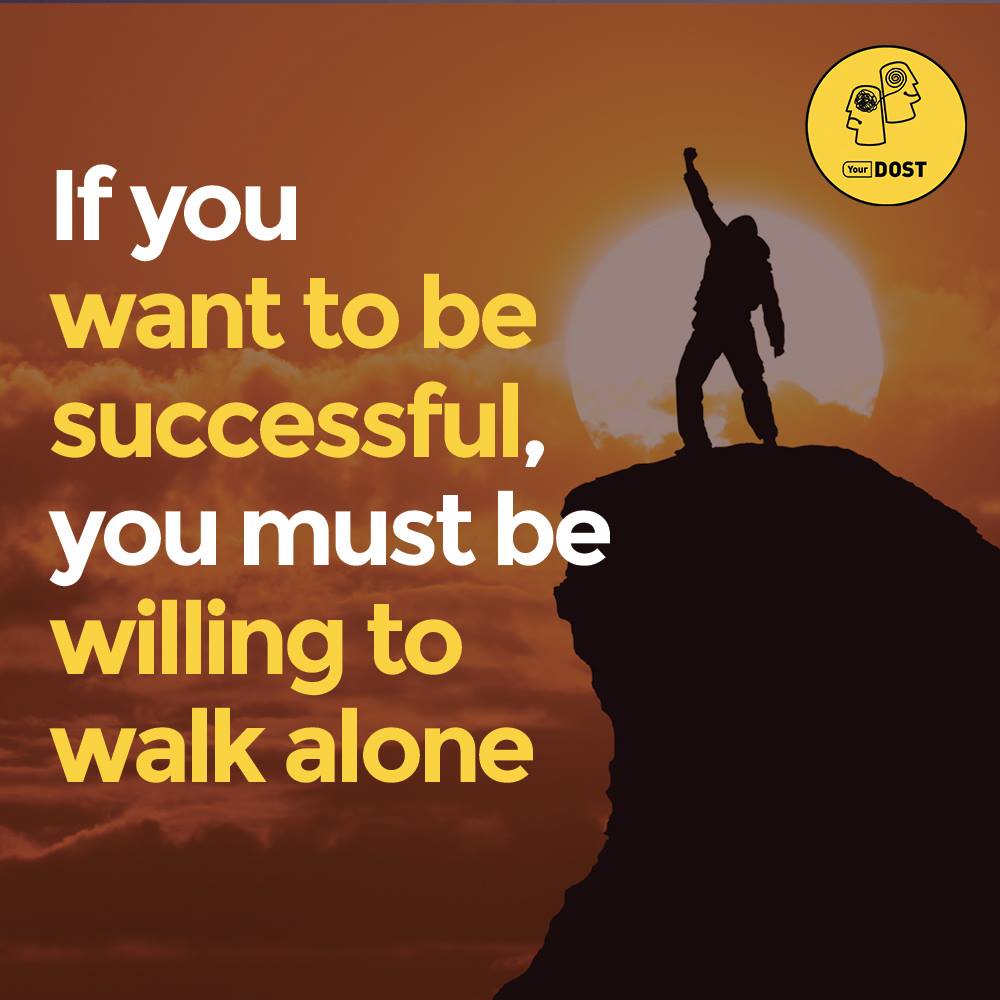 If you
want to be
successful,
you must be
willing to
walk alone
Your DOST